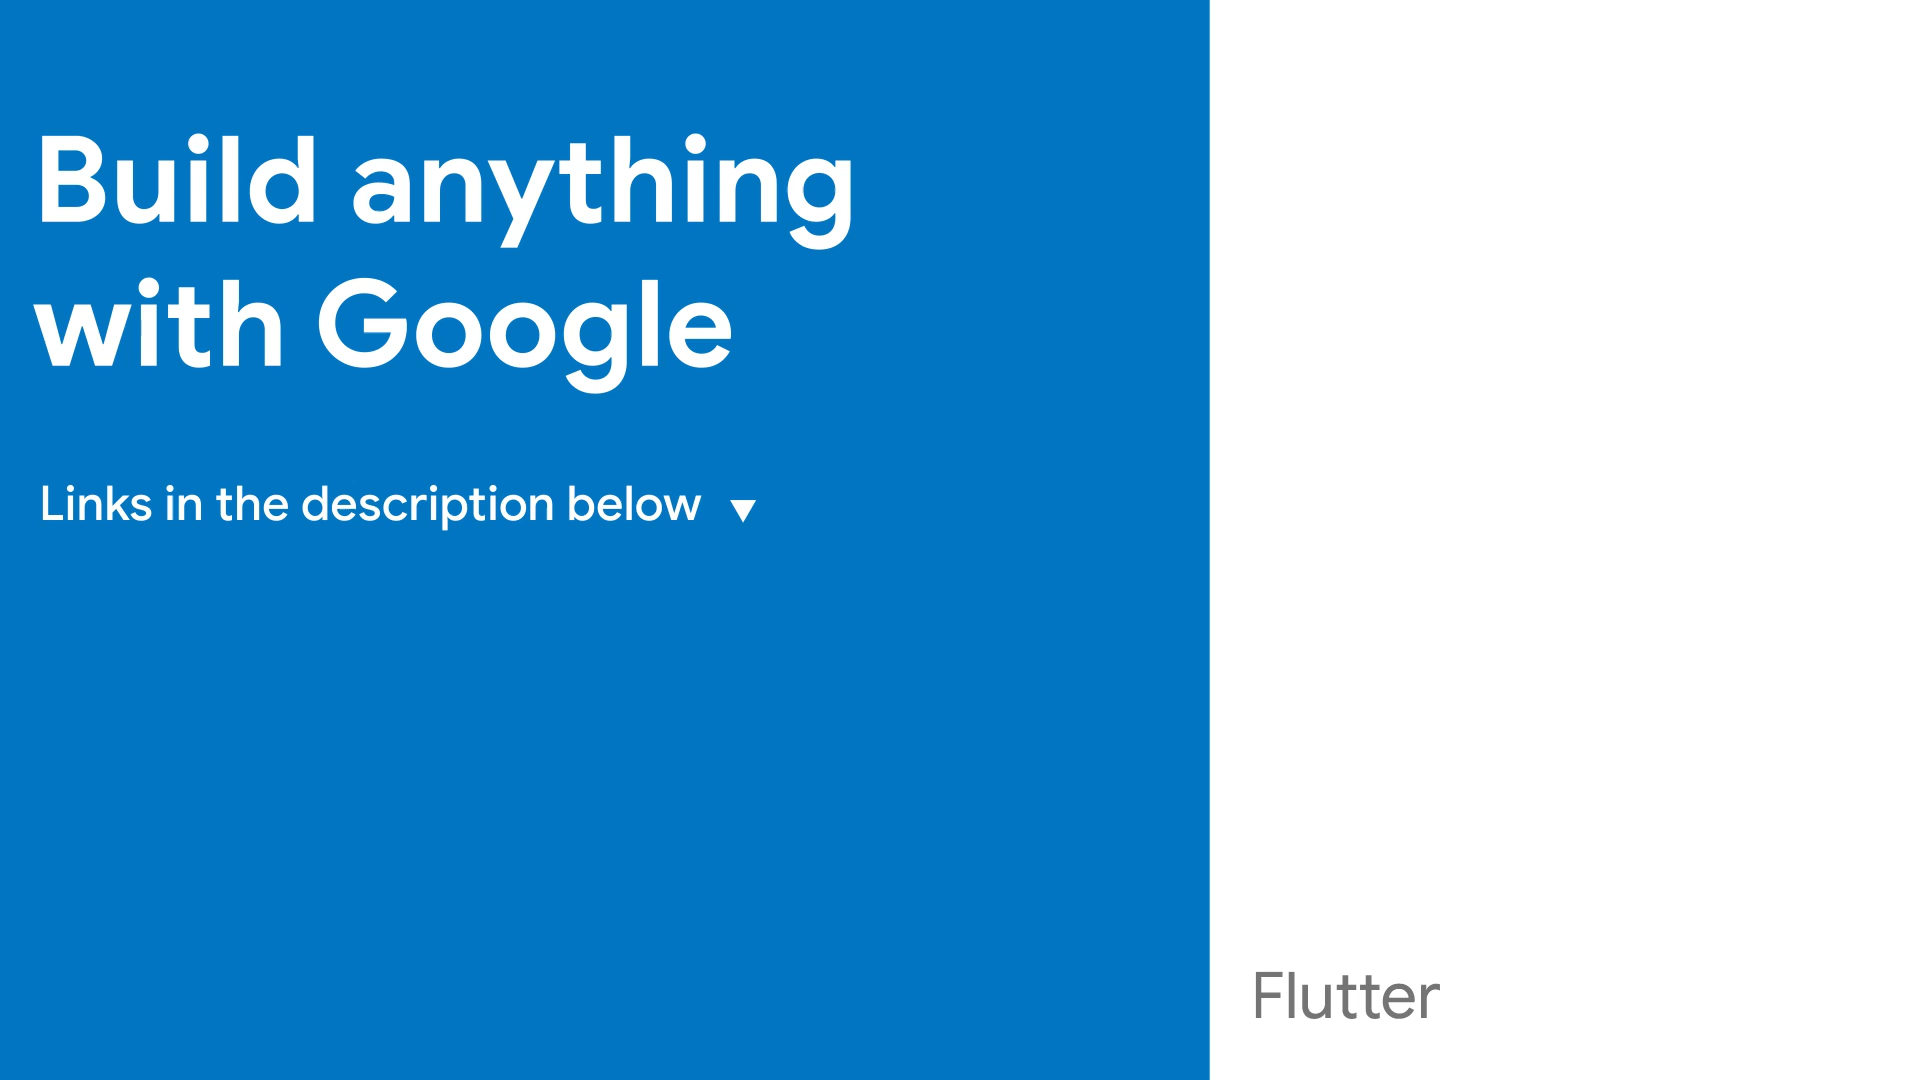 Build anything
with Google
Links in the description below ▼
Flutter